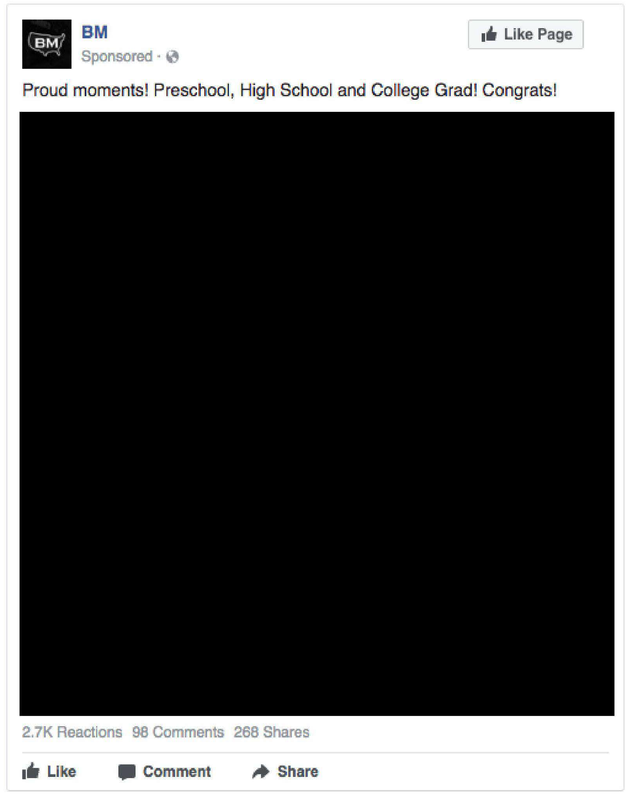 BM
BM
Like Page
Sponsored ·
Proud moments! Preschool, High School and College Grad! Congrats!
2.7K Reactions 98 Comments 268 Shares
Like Comment Share